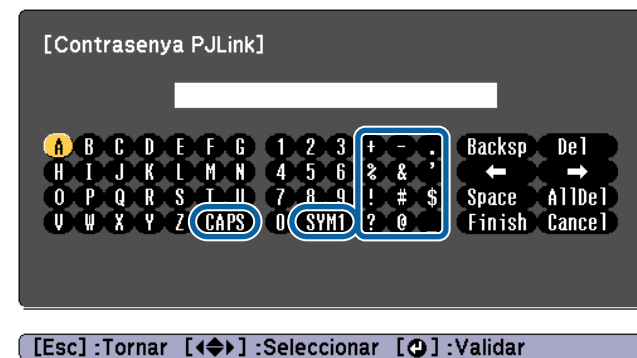 [Contrasenya PJLink]
A B C D E F G 1 2 3 + - . Backsp Del
H I J K L M N 4 5 6 % & ' ← →
O P Q R S T U 7 8 9 ! # $ Space AllDel
V W X Y Z CAPS 0 SYM1 ? @ _ Finish Cancel
[Esc] :Tornar [◀◆▶] :Seleccionar [↵] :Validar